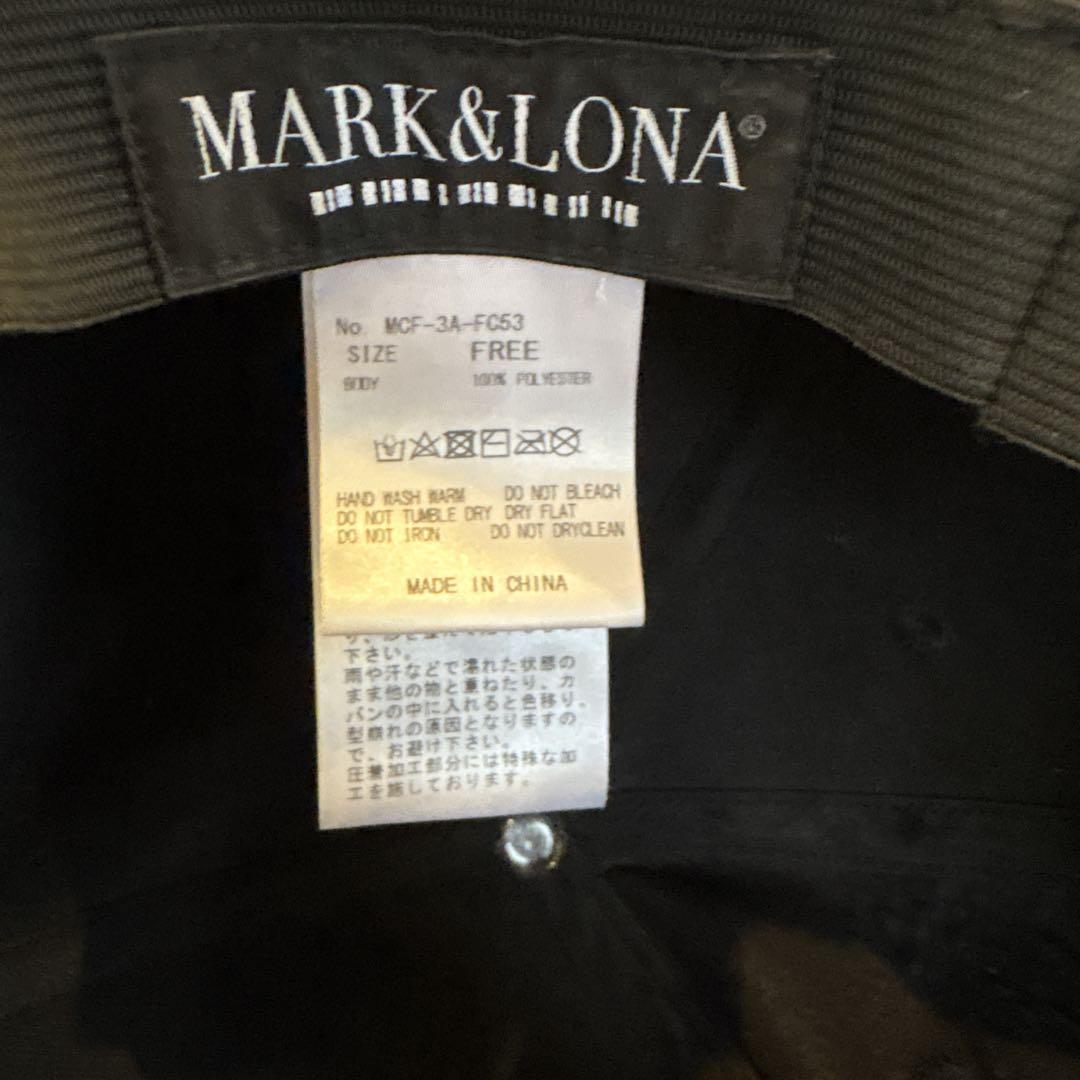 MARK&LONA®
No. MCF-3A-FC53
SIZE FREE
BODY 100% POLYESTER
HAND WASH WARM DO NOT BLEACH
DO NOT TUMBLE DRY DRY FLAT
DO NOT IRON DO NOT DRYCLEAN
MADE IN CHINA
下さい。
雨や汗などで濡れた状態の
まま他の物と重ねたり、カ
バンの中に入れると色移り、
型崩れの原因となりますの
で、お避け下さい。
圧着加工部分には特殊な加
工を施しております。